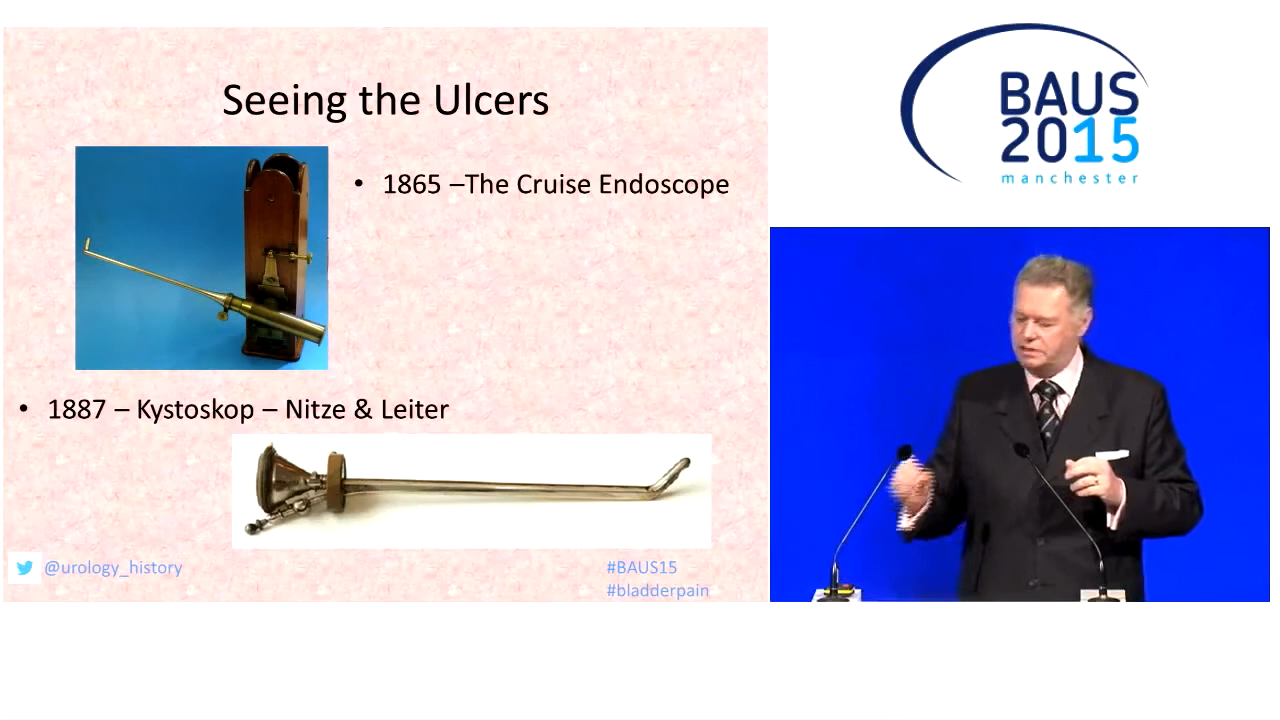 Seeing the Ulcers
• 1865 –The Cruise Endoscope
• 1887 – Kystoskop – Nitze & Leiter
@urology_history
#BAUS15
#bladderpain
BAUS
2015
manchester